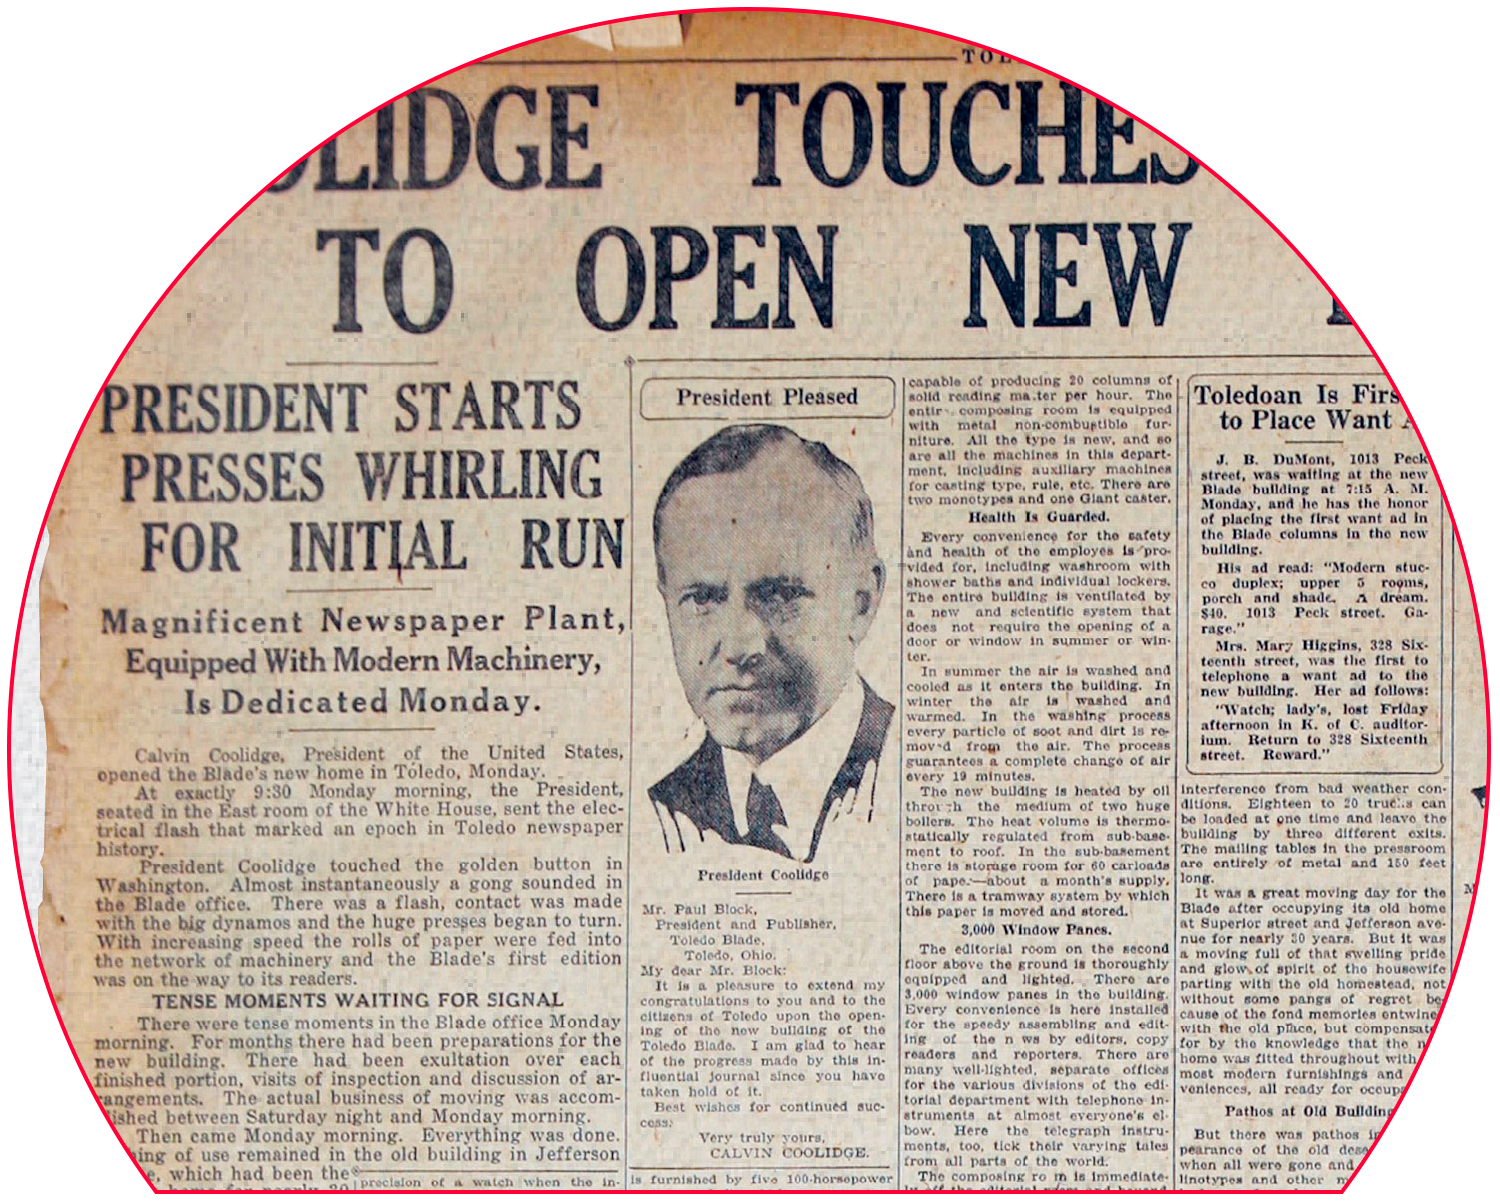 TOL
LIDGE TOUCHES
TO OPEN NEW
PRESIDENT STARTS
PRESSES WHIRLING
FOR INITIAL RUN
Magnificent Newspaper Plant,
Equipped With Modern Machinery,
Is Dedicated Monday.
Calvin Coolidge, President of the United States,
opened the Blade's new home in Toledo, Monday.
At exactly 9:30 Monday morning, the President,
seated in the East room of the White House, sent the elec-
trical flash that marked an epoch in Toledo newspaper
history.
President Coolidge touched the golden button in
Washington. Almost instantaneously a gong sounded in
the Blade office. There was a flash, contact was made
with the big dynamos and the huge presses began to turn.
With increasing speed the rolls of paper were fed into
the network of machinery and the Blade's first edition
was on the way to its readers.
TENSE MOMENTS WAITING FOR SIGNAL
There were tense moments in the Blade office Monday
morning. For months there had been preparations for the
new building. There had been exultation over each
finished portion, visits of inspection and discussion of ar-
rangements. The actual business of moving was accom-
lished between Saturday night and Monday morning.
Then came Monday morning. Everything was done.
ing of use remained in the old building in Jefferson
e, which had been the
precision of a watch when the in-
President Pleased
President Coolidge
Mr. Paul Block,
President and Publisher,
Toledo Blade,
Toledo, Ohio.
My dear Mr. Block:
It is a pleasure to extend my
congratulations to you and to the
citizens of Toledo upon the open-
ing of the new building of the
Toledo Blade. I am glad to hear
of the progress made by this in-
fluential journal since you have
taken hold of it.
Best wishes for continued suc-
cess:
Very truly yours,
CALVIN COOLIDGE.
is furnished by five 100-horsepower
capable of producing 20 columns of
solid reading ma.ter per hour. The
entir composing room is equipped
with metal non-combuptible fur-
niture. All the type is new, and so
are all the machines in this depart-
ment, including auxiliary machines
for casting type, rule, etc. There are
two monotypes and one Giant caster.
Health Is Guarded.
Every convenience for the safety
and health of the employes is pro-
vided for, including washroom with
shower baths and individual lockers.
The entire building is ventilated by
a new and scientific system that
does not require the opening of a
door or window in summer or win-
ter.
In summer the air is washed and
cooled as it enters the building. In
winter the air is washed and
warmed. In the washing process
every particle of soot and dirt is re-
mov d from the air. The process
guarantees a complete change of air
every 19 minutes.
The new building is heated by oil
through the medium of two huge
boilers. The heat volume is thermo-
statically regulated from sub-base-
ment to roof. In the sub-basement
there is storage room for 60 carloads
of pape.—about a month's supply.
There is a tramway system by which
this paper is moved and stored.
3,000 Window Panes.
The editorial room on the second
floor above the ground is thoroughly
equipped and lighted. There are
3,000 window panes in the building.
Every convenience is here installed
for the speedy assembling and edit-
ing of the n ws by editors, copy
readers and reporters. There are
many well-lighted, separate offices
for the various divisions of the edi-
torial department with telephone in-
struments at almost everyone's el-
bow. Here the telegraph instru-
ments, too, tick their varying tales
from all parts of the world.
The composing ro m is immediate-
Toledoan Is Firs
to Place Want
J. B. DuMont, 1013 Peck
street, was waiting at the new
Blade building at 7:15 A. M.
Monday, and he has the honor
of placing the first want ad in
the Blade columns in the new
building.
His ad read: "Modern stuc-
co duplex; upper 5 rooms,
porch and shade. A dream.
$40. 1013 Peck street. Ga-
rage."
Mrs. Mary Higgins, 328 Six-
teenth street, was the first to
telephone a want ad to the
new building. Her ad follows:
"Watch; lady's, lost Friday
afternoon in K. of C. auditor-
ium. Return to 328 Sixteenth
street. Reward."
interference from bad weather con-
ditions. Eighteen to 20 trucks can
be loaded at one time and leave the
building by three different exits.
The mailing tables in the pressroom
are entirely of metal and 150 feet
long.
It was a great moving day for the
Blade after occupying its old home
at Superior street and Jefferson ave-
nue for nearly 30 years. But it was
a moving full of that swelling pride
and glow of spirit of the housewife
parting with the old homestead, not
without some pangs of regret be-
cause of the fond memories entwine
with the old place, but compensat
for by the knowledge that the n
home was fitted throughout with
most modern furnishings and
veniences, all ready for occup
Pathos at Old Building
But there was pathos i
pearance of the old dese
when all were gone and
linotypes and other m